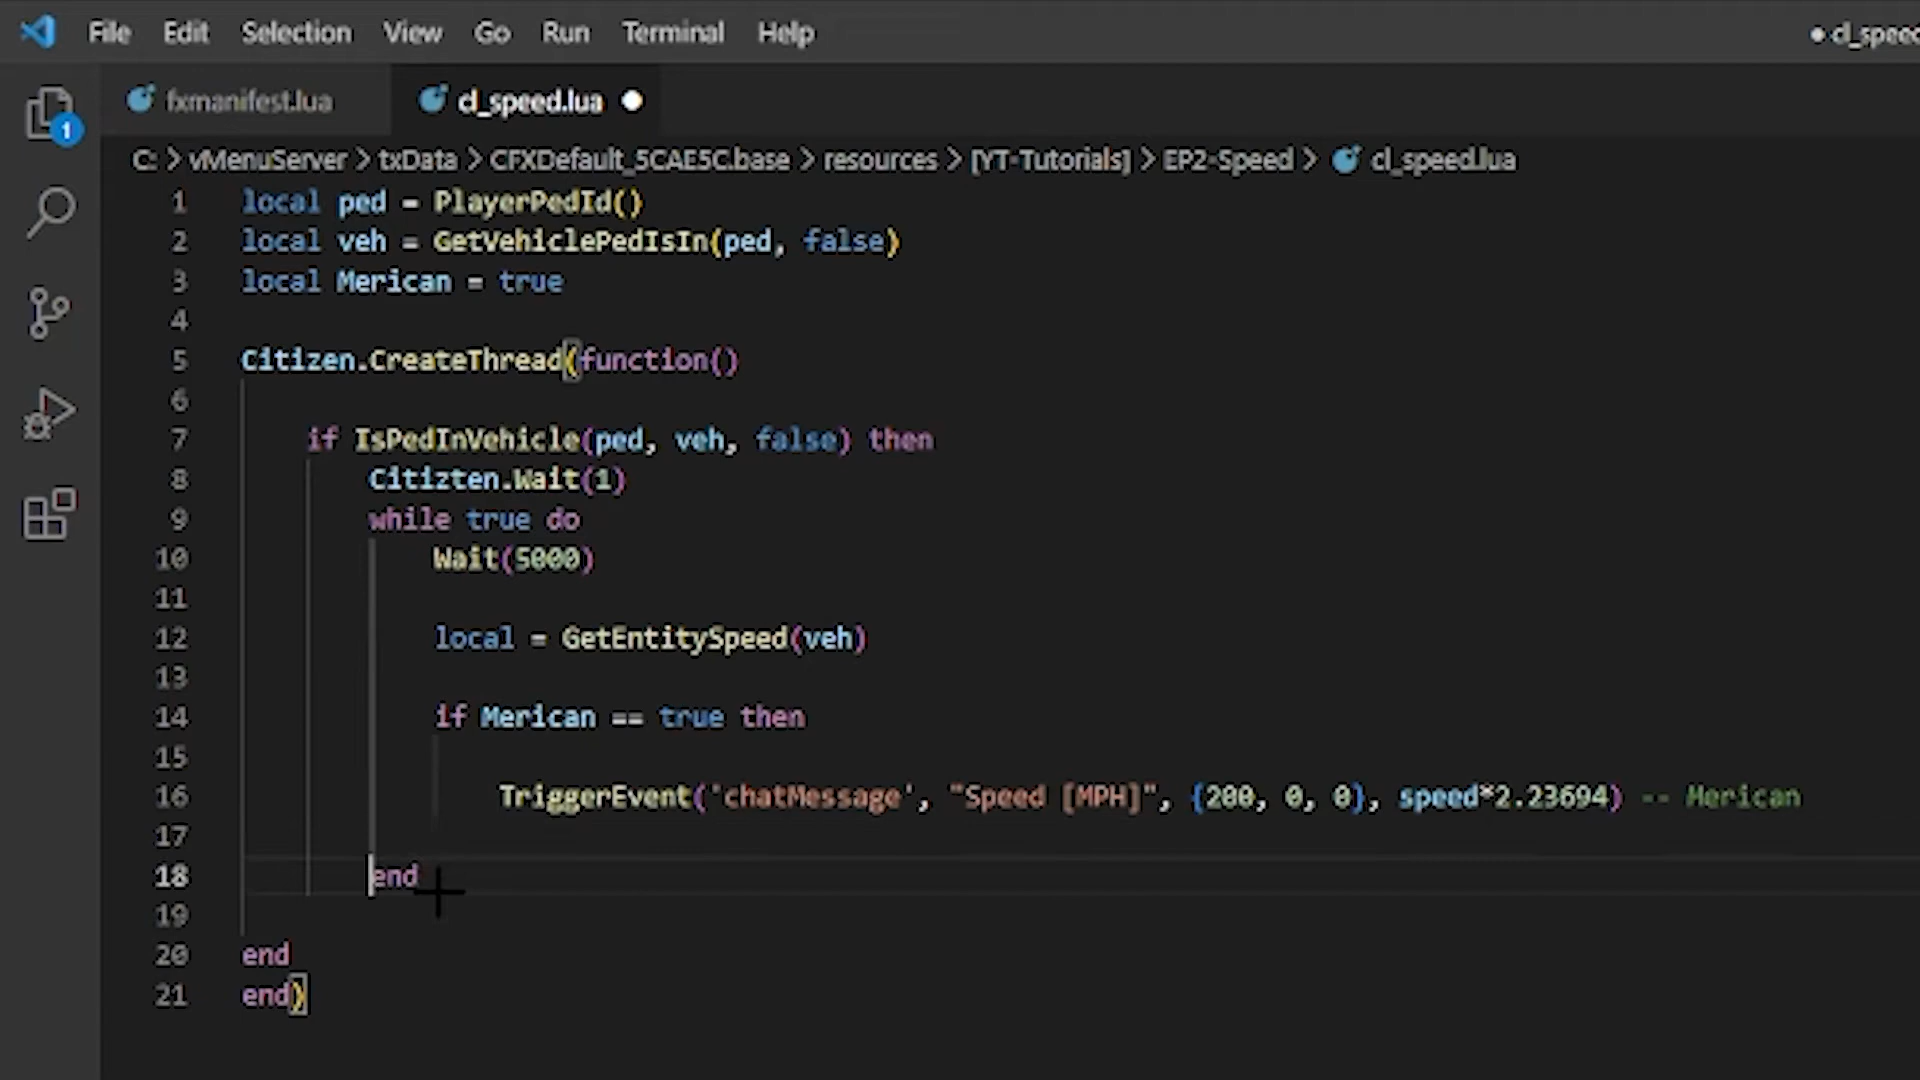 File Edit Selection View Go Run Terminal Help ● cl_speed
1
fxmanifest.lua cl_speed.lua ●
C: > vMenuServer > txData > CFXDefault_5CAE5C.base > resources > [YT-Tutorials] > EP2-Speed > cl_speed.lua
1 local ped = PlayerPedId()
2 local veh = GetVehiclePedIsIn(ped, false)
3 local Merican = true
4
5 Citizen.CreateThread(function()
6
7 if IsPedInVehicle(ped, veh, false) then
8 Citizten.Wait(1)
9 while true do
10 Wait(5000)
11
12 local = GetEntitySpeed(veh)
13
14 if Merican == true then
15
16 TriggerEvent('chatMessage', "Speed [MPH]", {200, 0, 0}, speed*2.23694) -- Merican
17
18 end
19
20 end
21 end)